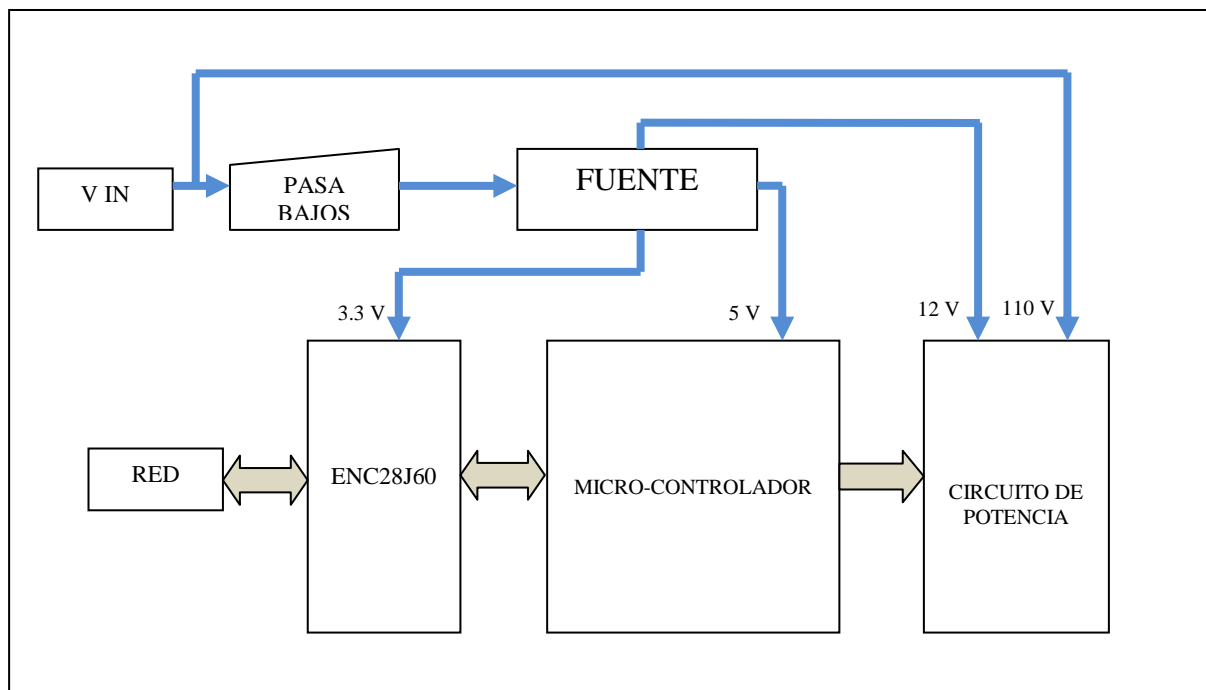 V IN
PASA
BAJOS
FUENTE
3.3 V
5 V
12 V
110 V
RED
ENC28J60
MICRO-CONTROLADOR
CIRCUITO DE
POTENCIA